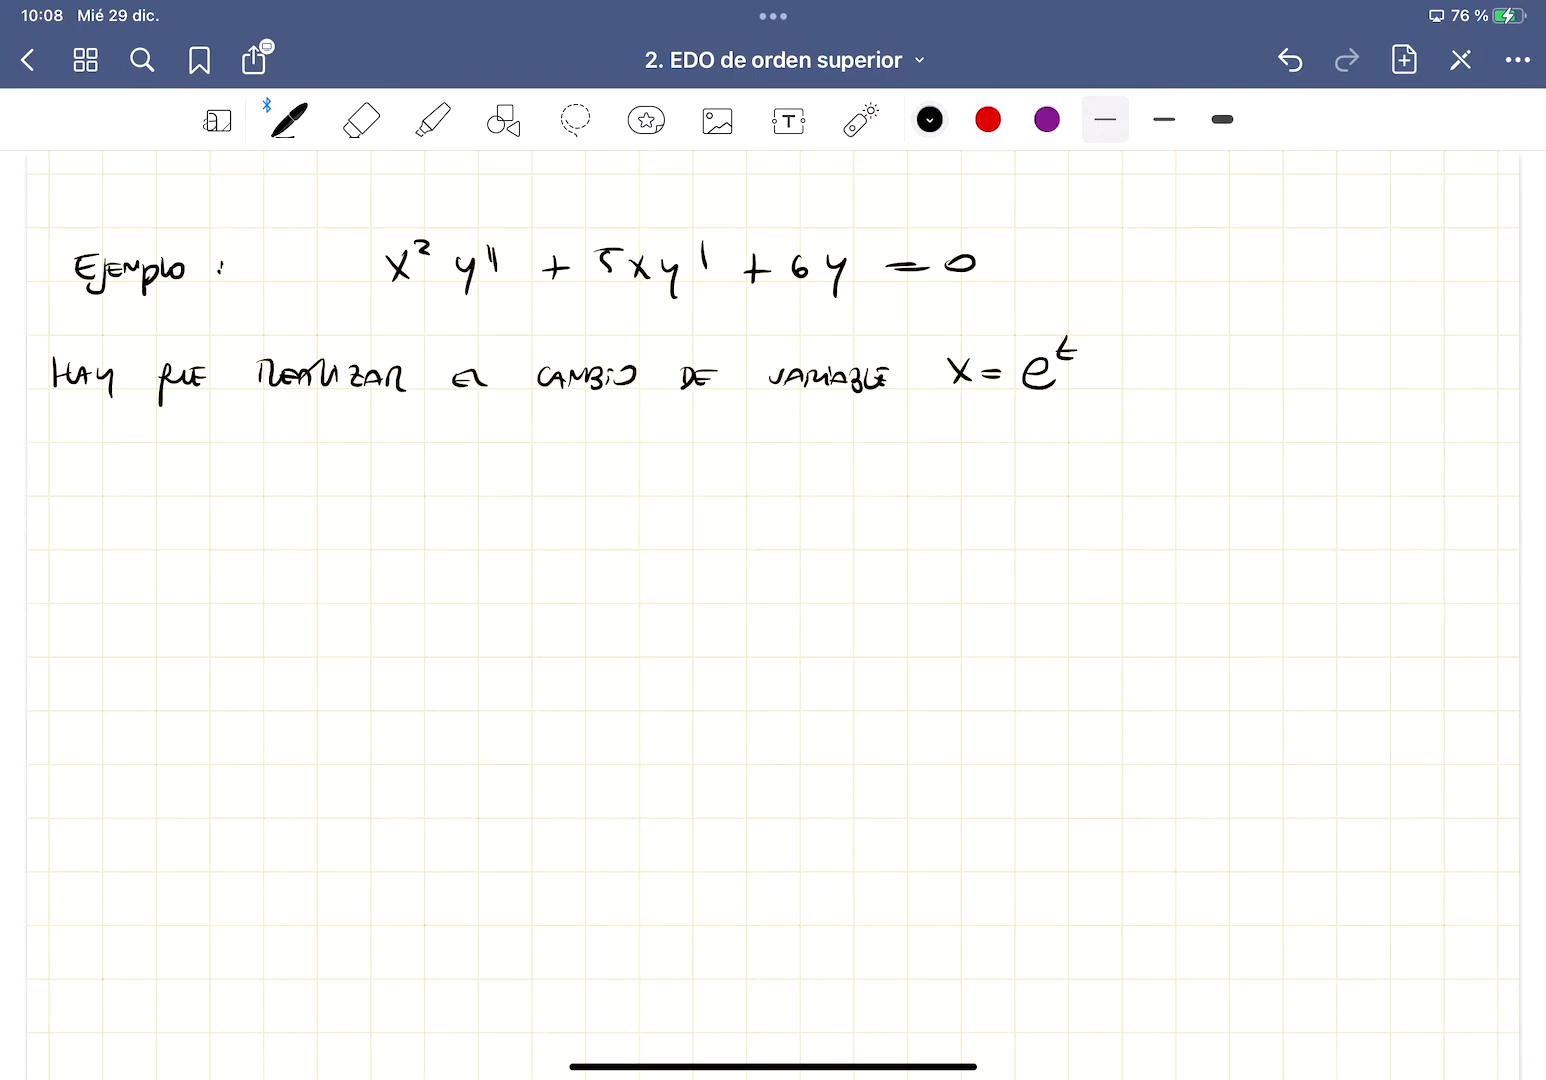 10:08 Mié 29 dic. 76 %
2. EDO de orden superior
Ejemplo : x² y'' + 5xy' + 6y = 0
HAY QUE REALIZAR EL CAMBIO DE VARIABLE x = e^t